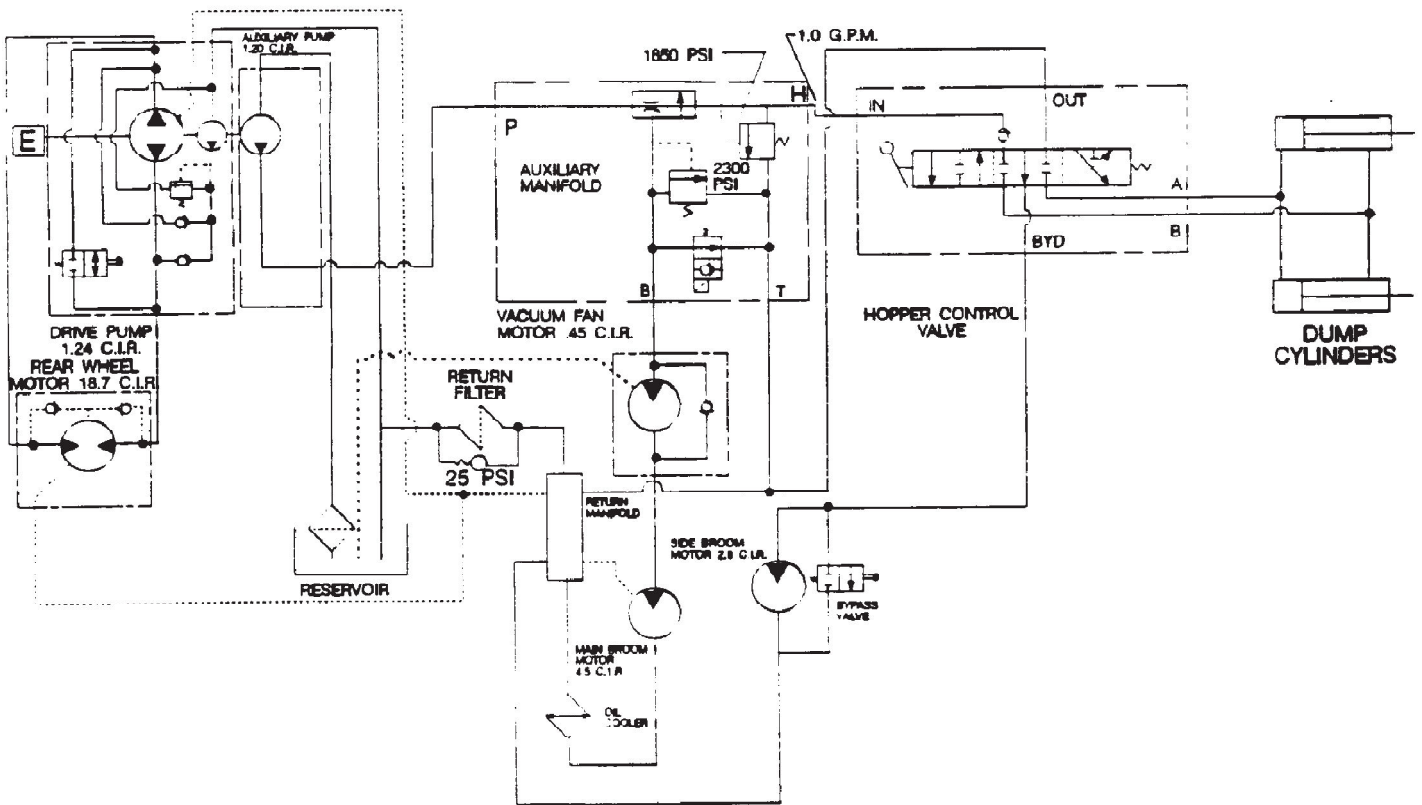 AUXILIARY PUMP
1.20 C.I.R.
E
DRIVE PUMP
1.24 C.I.R.
REAR WHEEL
MOTOR 18.7 C.I.R
1.0 G.P.M.
1850 PSI
H
P
AUXILIARY
MANIFOLD
2300
PSI
B
T
VACUUM FAN
MOTOR .45 C.I.R.
IN
OUT
A
B
BYD
HOPPER CONTROL
VALVE
DUMP
CYLINDERS
RETURN
FILTER
25 PSI
RETURN
MANIFOLD
RESERVOIR
SIDE BROOM
MOTOR 2.8 C.I.R.
BYPASS
VALVE
MAIN BROOM
MOTOR
4.5 C.I.R
OIL
COOLER